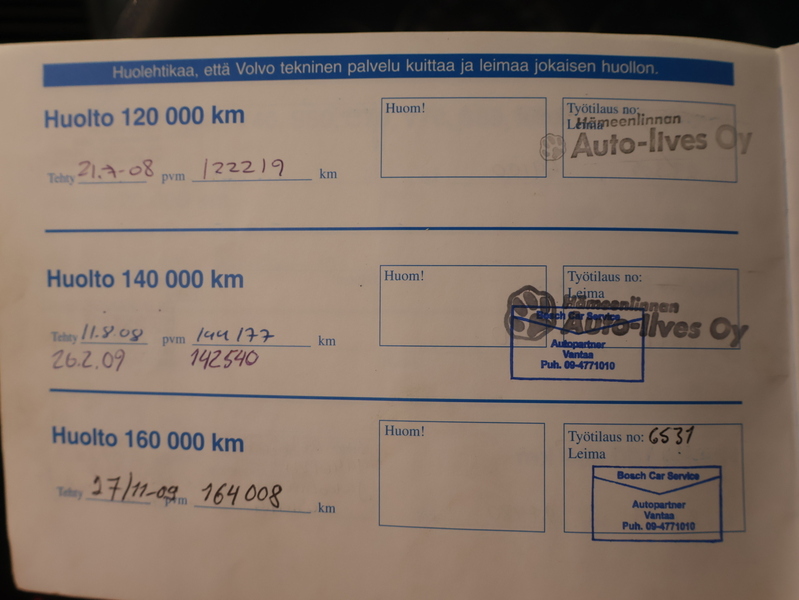 Huolehtikaa, että Volvo tekninen palvelu kuittaa ja leimaa jokaisen huollon.
Huolto 120 000 km
Huom!
Työtilaus no:
Leima
Hämeenlinnan
Auto-Ilves Oy
Tehty 21.7-08 pvm 122219 km
Huolto 140 000 km
Huom!
Työtilaus no:
Leima
Hämeenlinnan
Auto-Ilves Oy
Bosch Car Service
Autopartner
Vantaa
Puh. 09-4771010
Tehty 11.8 08 pvm 144177 km
26.2.09 142540
Huolto 160 000 km
Huom!
Työtilaus no: 6531
Leima
Bosch Car Service
Autopartner
Vantaa
Puh. 09-4771010
Tehty 27/11-09 pvm 164008 km